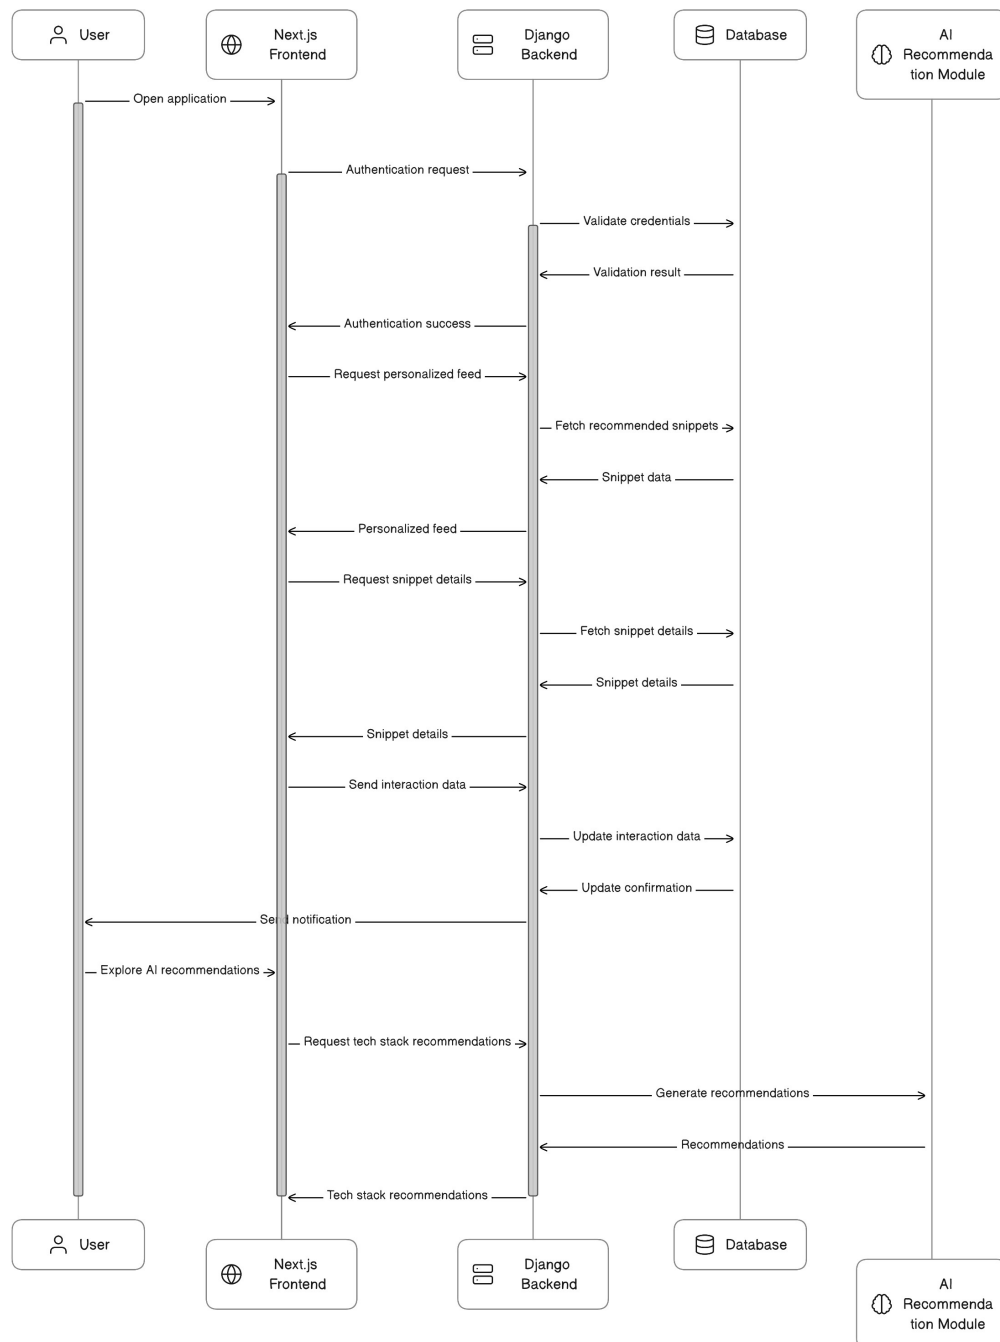 User
Next.js
Frontend
Django
Backend
Database
AI
Recommenda
tion Module
Open application
Authentication request
Validate credentials
Validation result
Authentication success
Request personalized feed
Fetch recommended snippets
Snippet data
Personalized feed
Request snippet details
Fetch snippet details
Snippet details
Snippet details
Send interaction data
Update interaction data
Update confirmation
Send notification
Explore AI recommendations
Request tech stack recommendations
Generate recommendations
Recommendations
Tech stack recommendations
User
Next.js
Frontend
Django
Backend
Database
AI
Recommenda
tion Module